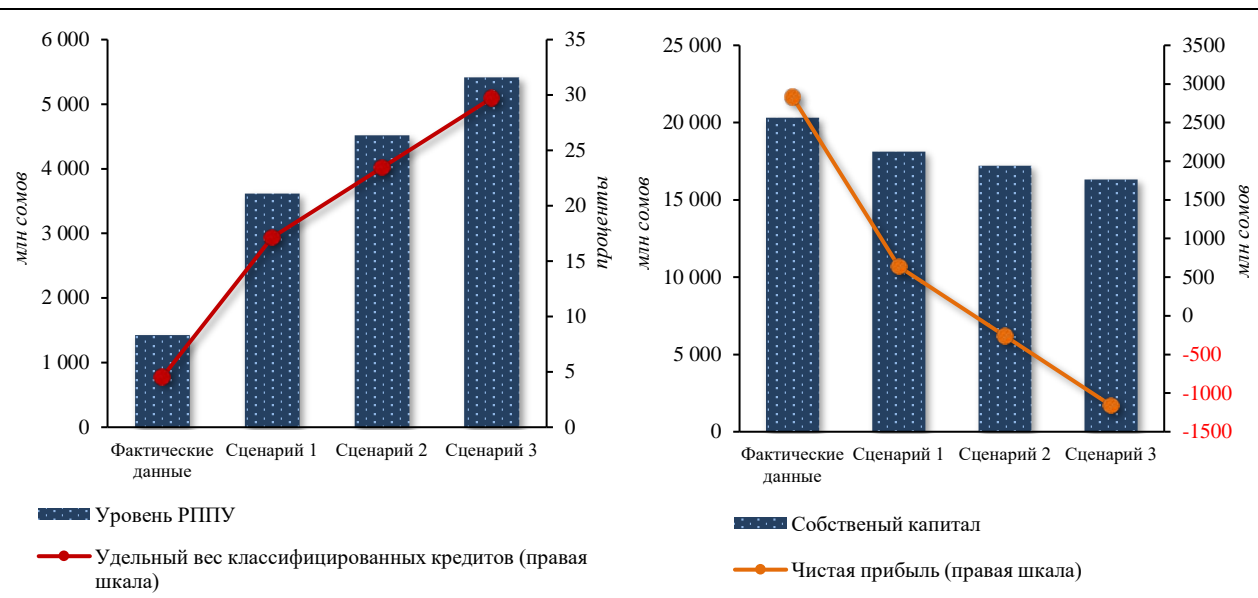 6 000
5 000
4 000
3 000
2 000
1 000
0
млн сомов
35
30
25
20
15
10
5
0
проценты
Фактические
данные
Сценарий 1
Сценарий 2
Сценарий 3
Уровень РППУ
Удельный вес классифицированных кредитов (правая
шкала)
25 000
20 000
15 000
10 000
5 000
0
млн сомов
3500
3000
2500
2000
1500
1000
500
0
-500
-1000
-1500
млн сомов
Фактические
данные
Сценарий 1
Сценарий 2
Сценарий 3
Собственый капитал
Чистая прибыль (правая шкала)